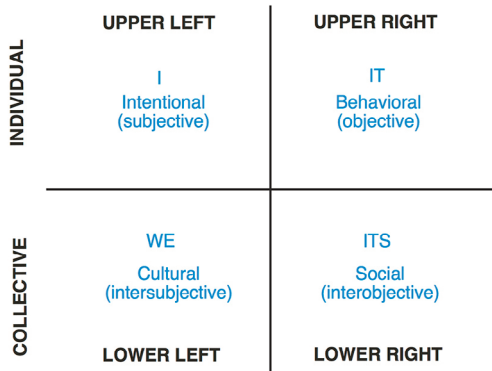 UPPER LEFT
UPPER RIGHT
INDIVIDUAL
I
Intentional
(subjective)
IT
Behavioral
(objective)
COLLECTIVE
WE
Cultural
(intersubjective)
ITS
Social
(interobjective)
LOWER LEFT
LOWER RIGHT